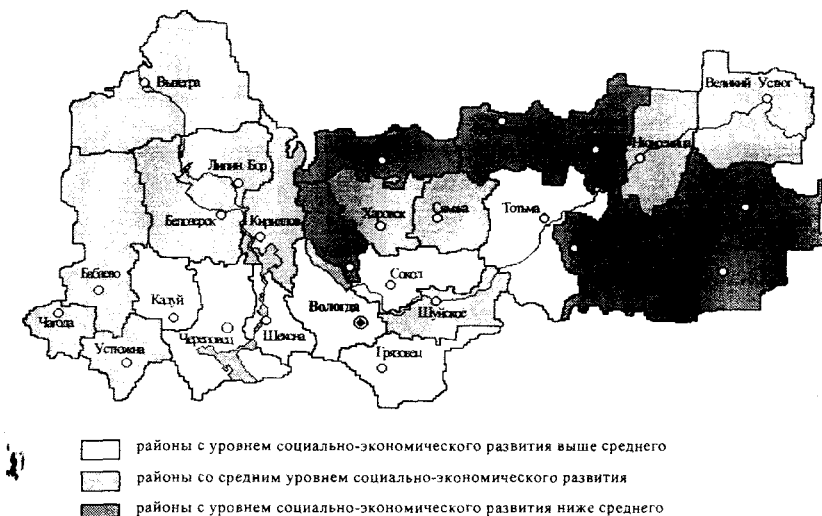 Вытегра
Великий Устюг
Липин Бор
Нюксеница
Белозерск
Кириллов
Харовск
Сямжа
Тотьма
Бабаево
Кадуй
Сокол
Вологда
Чагода
Череповец
Шексна
Шуйское
Устюжна
Грязовец
районы с уровнем социально-экономического развития выше среднего
районы со средним уровнем социально-экономического развития
районы с уровнем социально-экономического развития ниже среднего